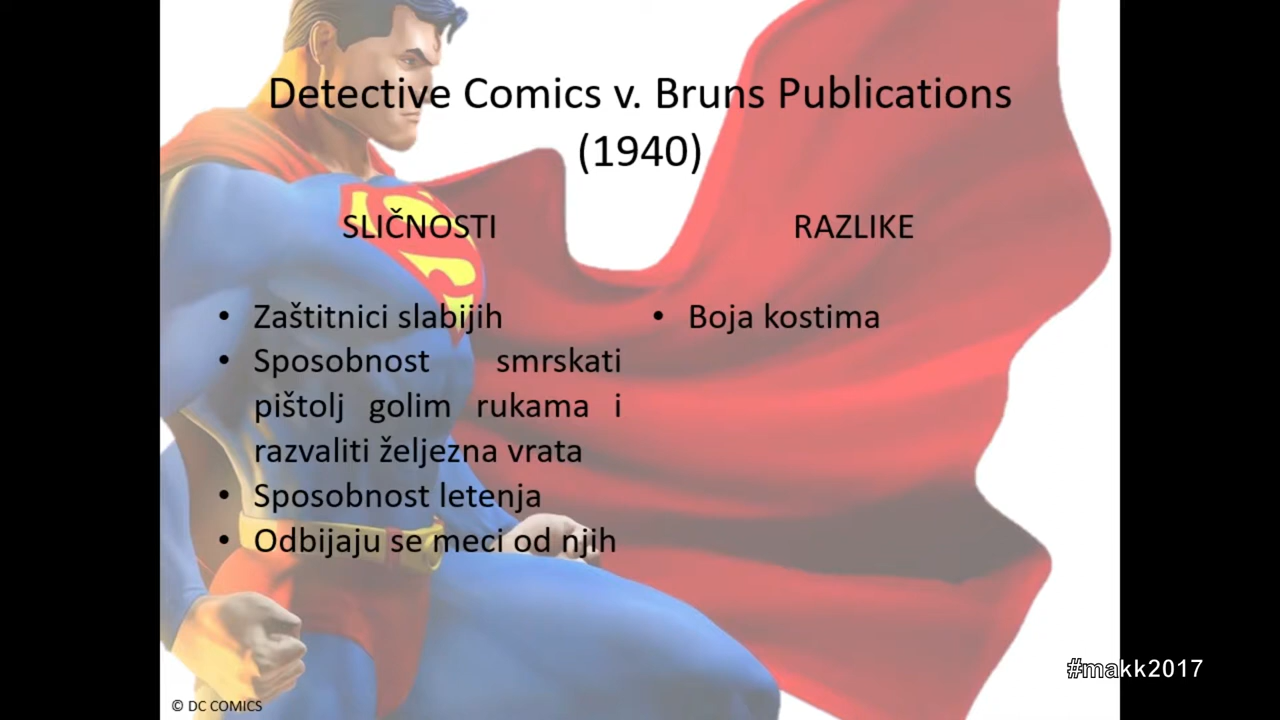 Detective Comics v. Bruns Publications
(1940)
SLIČNOSTI
• Zaštitnici slabijih
• Sposobnost smrskati
pištolj golim rukama i
razvaliti željezna vrata
• Sposobnost letenja
• Odbijaju se meci od njih
RAZLIKE
• Boja kostima
#makk2017
© DC COMICS